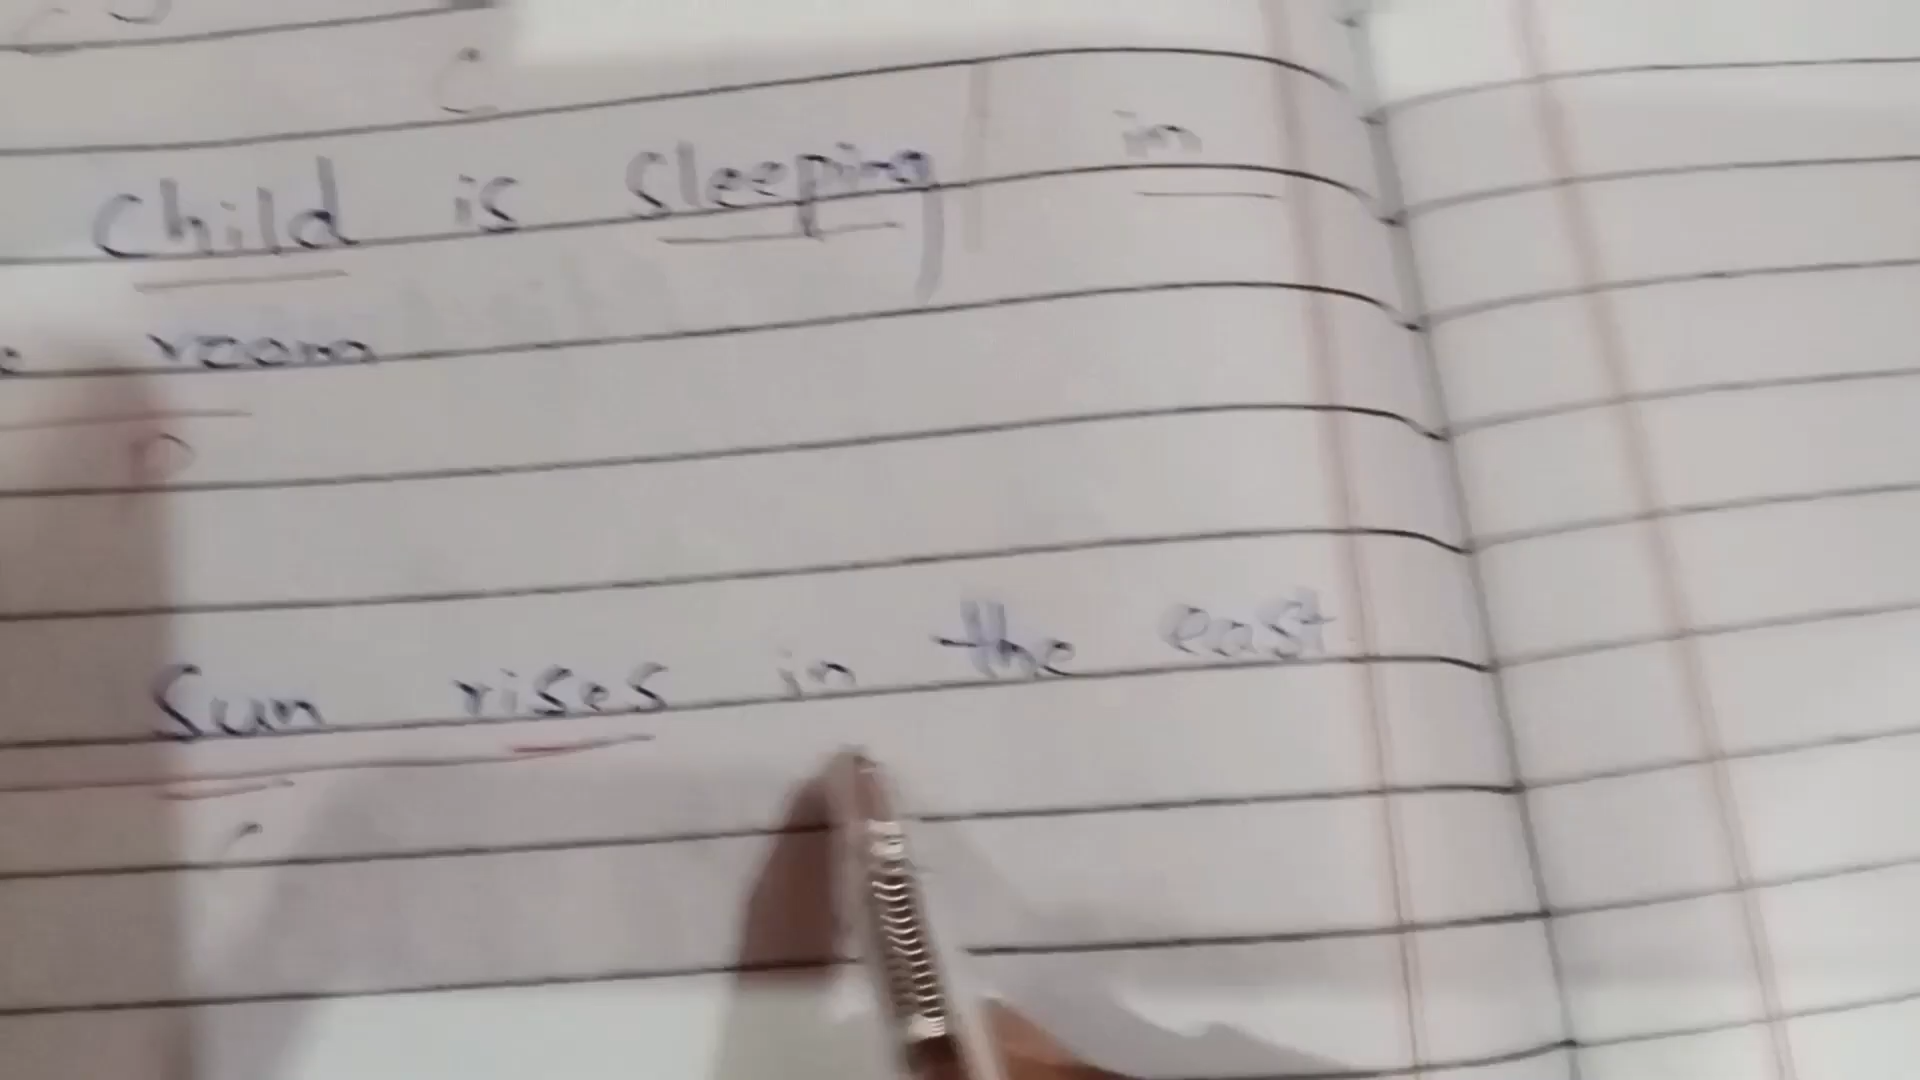 Child is Sleeping in
room
Sun rises in the east